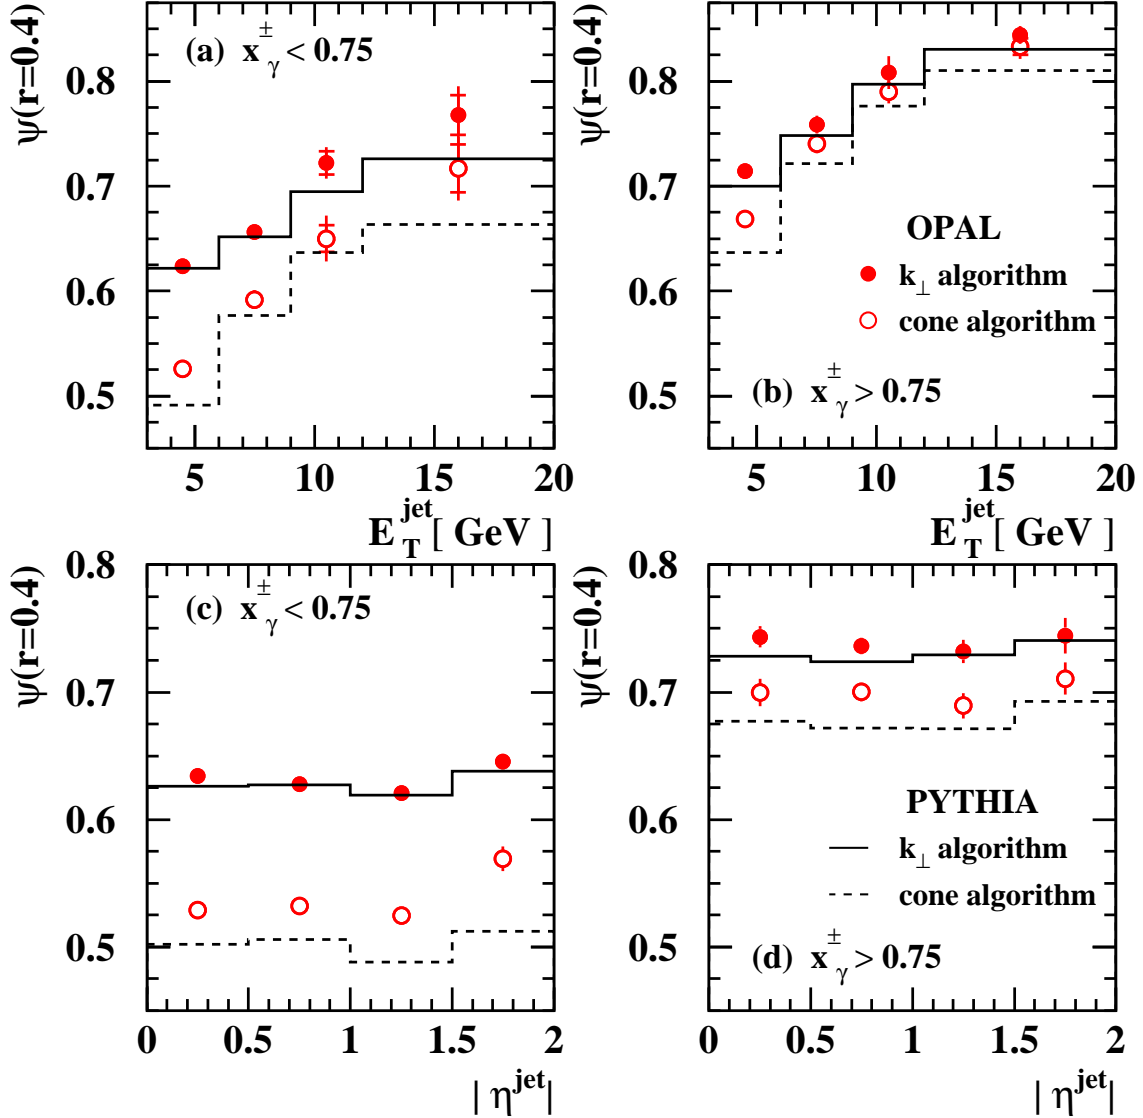 ψ(r=0.4)
(a) x±γ < 0.75
0.8
0.7
0.6
0.5
5 10 15 20
E_T^jet [ GeV ]
ψ(r=0.4)
0.8
0.7
0.6
0.5
OPAL
k⊥ algorithm
cone algorithm
(b) x±γ > 0.75
5 10 15 20
E_T^jet [ GeV ]
ψ(r=0.4)
0.8
(c) x±γ < 0.75
0.7
0.6
0.5
0 0.5 1 1.5 2
| η^jet|
ψ(r=0.4)
0.8
0.7
0.6
0.5
PYTHIA
k⊥ algorithm
cone algorithm
(d) x±γ > 0.75
0 0.5 1 1.5 2
| η^jet|